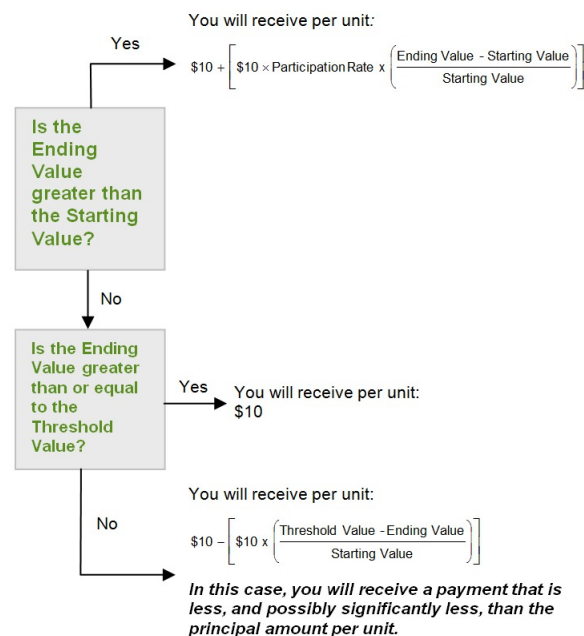 You will receive per unit:
Yes
$10 + [ $10 × Participation Rate x ( Ending Value - Starting Value / Starting Value ) ]
Is the
Ending
Value
greater than
the Starting
Value?
No
Is the Ending
Value greater
than or equal
to the
Threshold
Value?
Yes
You will receive per unit:
$10
You will receive per unit:
No
$10 – [ $10 x ( Threshold Value - Ending Value / Starting Value ) ]
In this case, you will receive a payment that is
less, and possibly significantly less, than the
principal amount per unit.